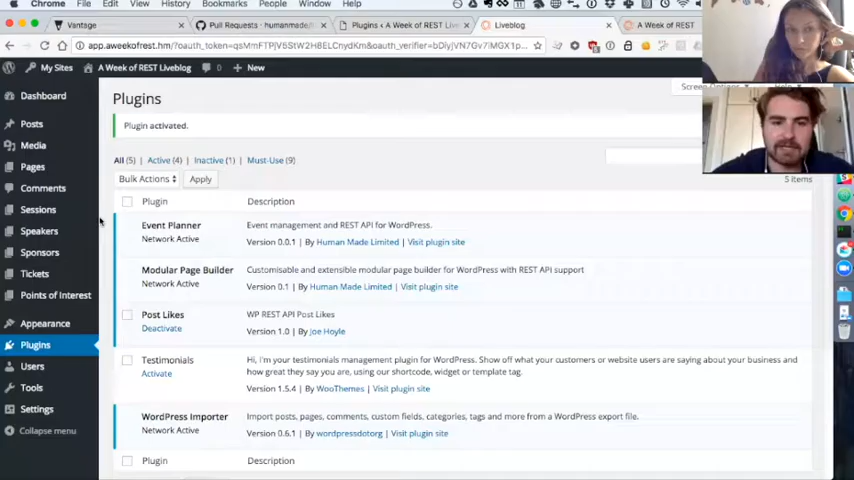 Chrome File Edit View History Bookmarks People Window Help
Vantage
Pull Requests · humanmade/
Plugins ‹ A Week of REST Liveb
Liveblog
A Week of REST
app.aweekofrest.hm/?oauth_token=
My Sites A Week of REST Liveblog 0 + New
Dashboard
Posts
Media
Pages
Comments
Sessions
Speakers
Sponsors
Tickets
Points of Interest
Appearance
Plugins
Users
Tools
Settings
Collapse menu
Screen Options
Plugins
Plugin activated.
All (5) | Active (4) | Inactive (1) | Must-Use (9)
Bulk Actions Apply
5 items
Plugin Description
Event Planner Event management and REST API for WordPress.
Network Active Version 0.0.1 | By Human Made Limited | Visit plugin site
Modular Page Builder Customisable and extensible modular page builder for WordPress with REST API support
Network Active Version 0.1 | By Human Made Limited | Visit plugin site
Post Likes WP REST API Post Likes
Deactivate
Version 1.0 | By Joe Hoyle
Testimonials Hi, I'm your testimonials management plugin for WordPress. Show off what your customers or website users are saying about your business and
Activate how great they say you are, using our shortcode, widget or template tag.
Version 1.5.4 | By WooThemes | Visit plugin site
WordPress Importer Import posts, pages, comments, custom fields, categories, tags and more from a WordPress export file.
Network Active Version 0.6.1 | By wordpressdotorg | Visit plugin site
Plugin Description